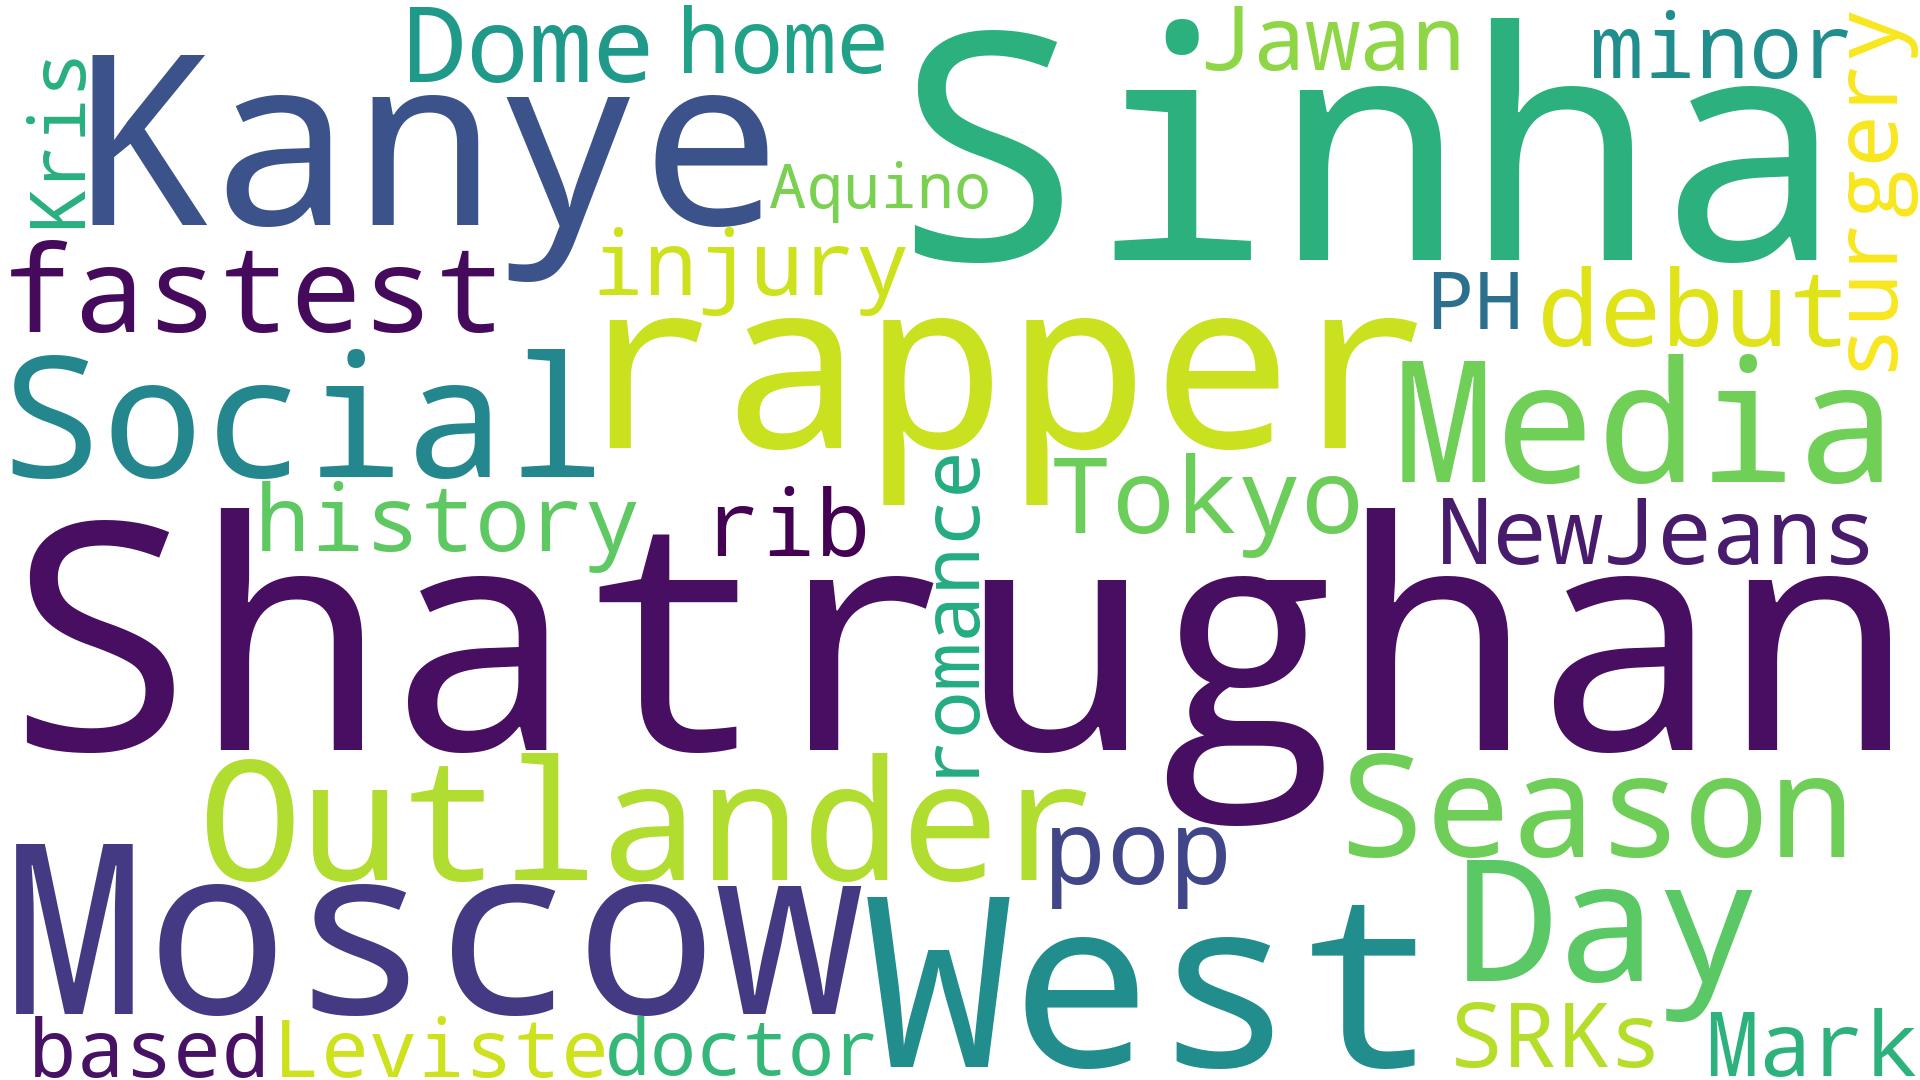 Dome home Jawan minor
Kris Kanye Sinha surgery
Aquino
fastest injury PH debut
Social rapper Media
history rib romance Tokyo NewJeans
Shatrughan
Outlander pop Season
Moscow West Day
based Leviste doctor SRKs Mark